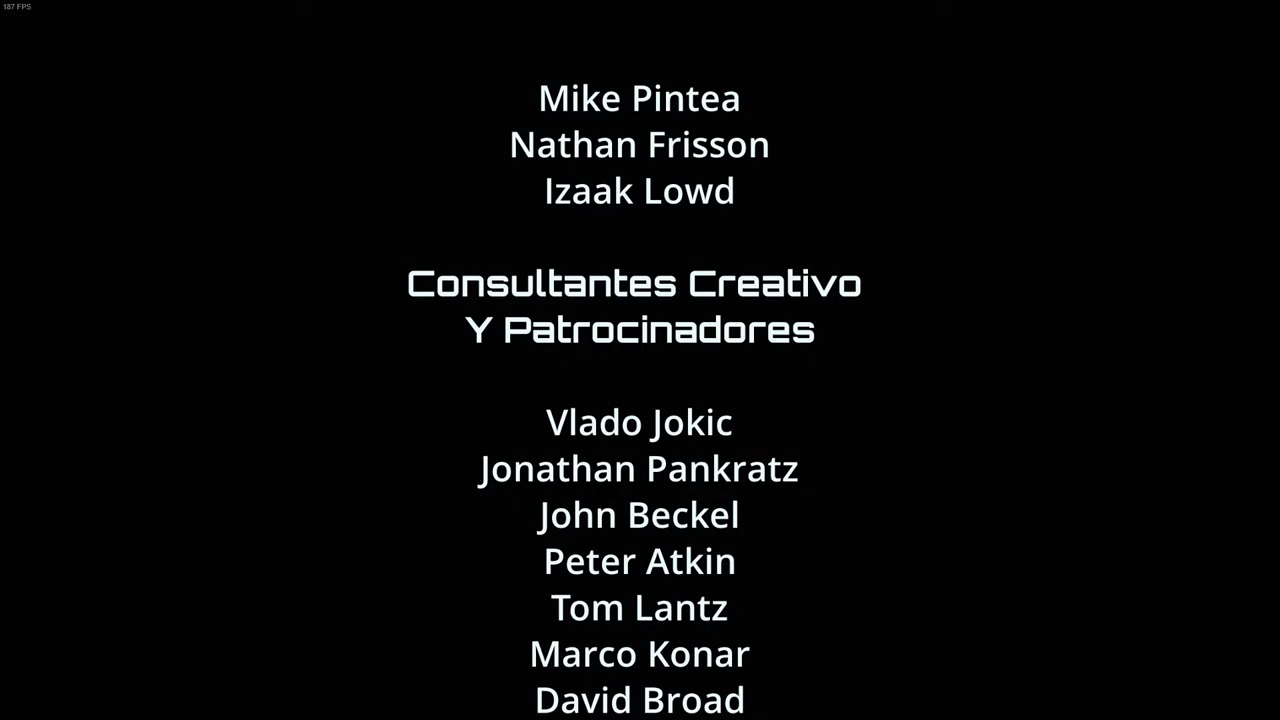 187 FPS
Mike Pintea
Nathan Frisson
Izaak Lowd
Consultantes Creativo
Y Patrocinadores
Vlado Jokic
Jonathan Pankratz
John Beckel
Peter Atkin
Tom Lantz
Marco Konar
David Broad